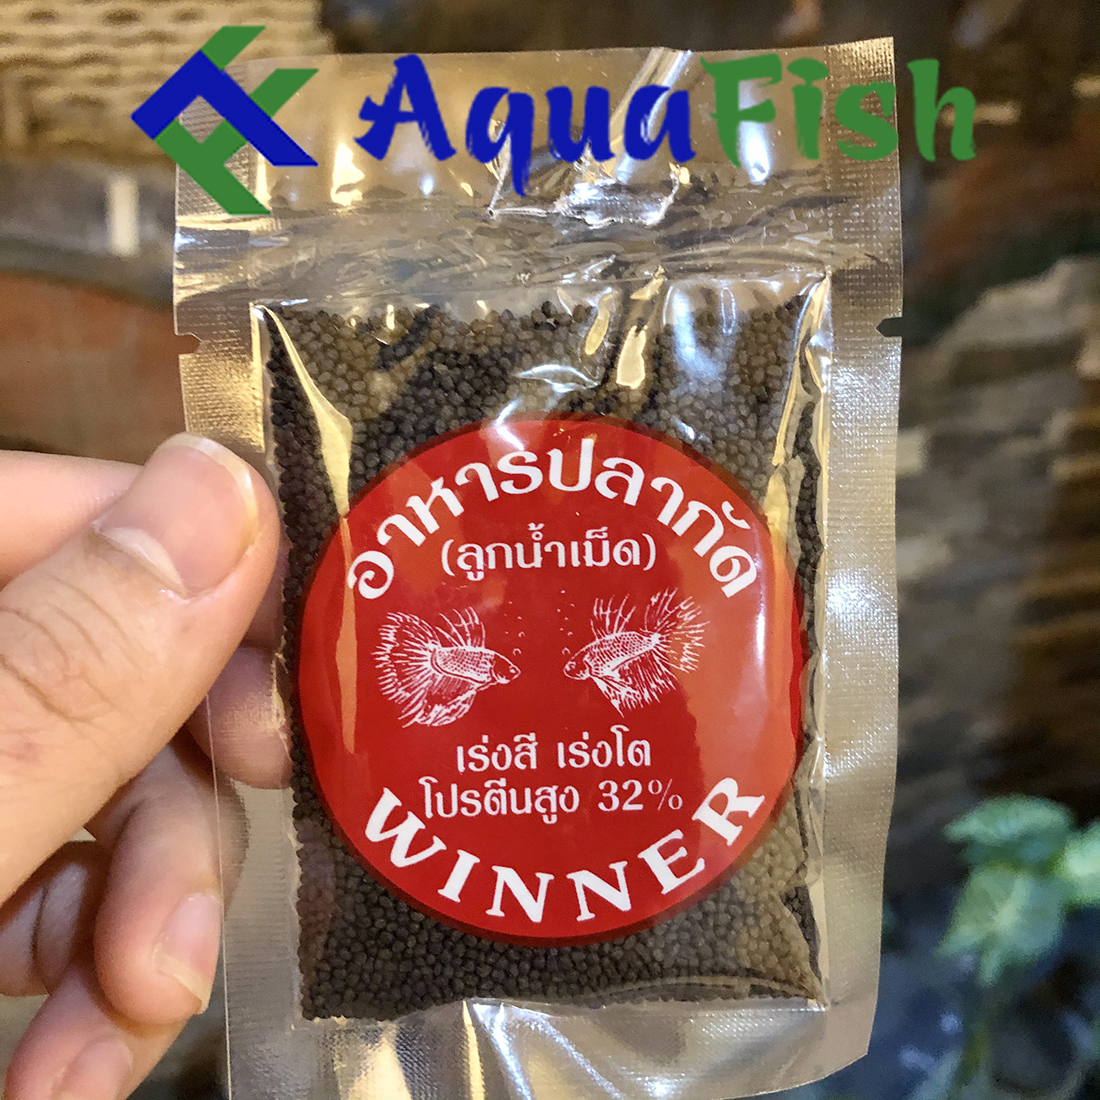 AquaFish
อาหารปลากัด
(ลูกน้ำเม็ด)
เร่งสี เร่งโต
โปรตีนสูง 32%
WINNER